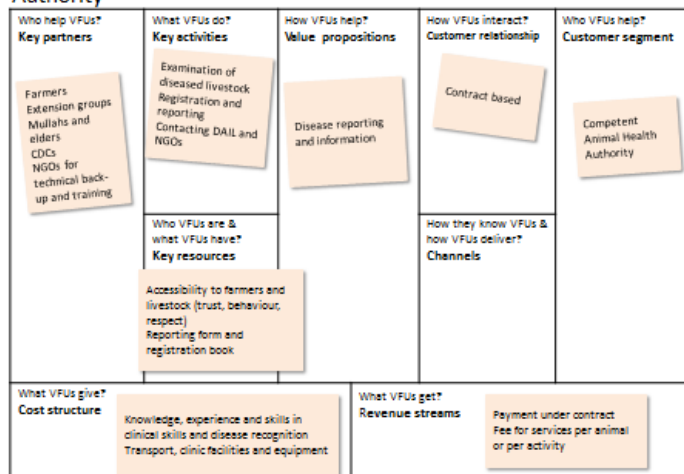 Authority
Who help VFUs?
Key partners
Farmers
Extension groups
Mullahs and
elders
CDCs
NGOs for
technical back-
up and training
What VFUs do?
Key activities
Examination of
diseased livestock
Registration and
reporting
Contacting DAIL and
NGOs
Who VFUs are &
what VFUs have?
Key resources
Accessibility to farmers and
livestock (trust, behaviour,
respect)
Reporting form and
registration book
How VFUs help?
Value propositions
Disease reporting
and information
How VFUs interact?
Customer relationship
Contract based
How they know VFUs &
how VFUs deliver?
Channels
Who VFUs help?
Customer segment
Competent
Animal Health
Authority
What VFUs give?
Cost structure
Knowledge, experience and skills in
clinical skills and disease recognition
Transport, clinic facilities and equipment
What VFUs get?
Revenue streams
Payment under contract
Fee for services per animal
or per activity